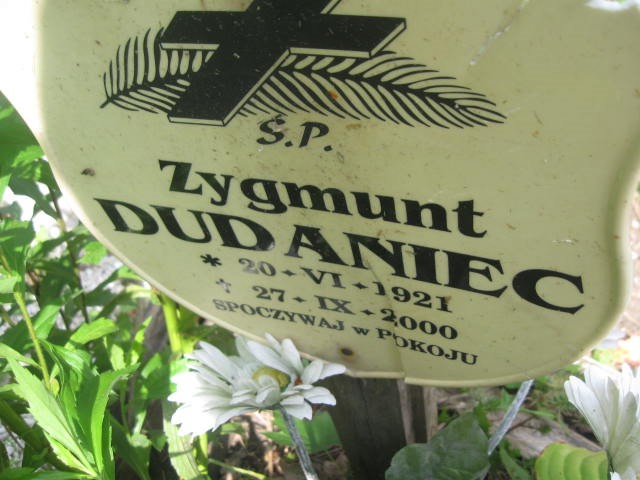 Ś.P.
Zygmunt
DUDANIEC
* 20 • VI • 1921
† 27 • IX • 2000
SPOCZYWAJ w POKOJU